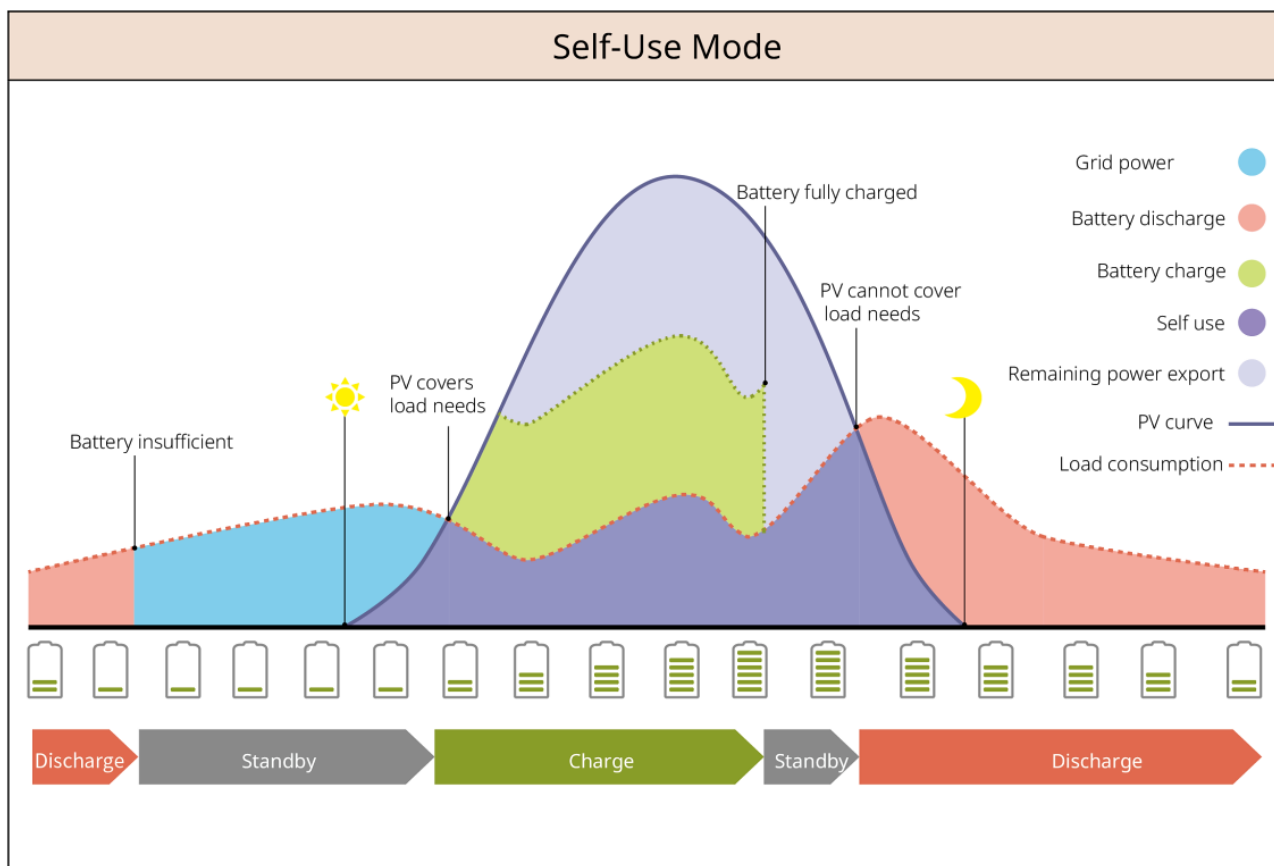 Self-Use Mode
Grid power
Battery discharge
Battery charge
Self use
Remaining power export
PV curve
Load consumption
Battery fully charged
PV cannot cover
load needs
PV covers
load needs
Battery insufficient
Discharge
Standby
Charge
Standby
Discharge